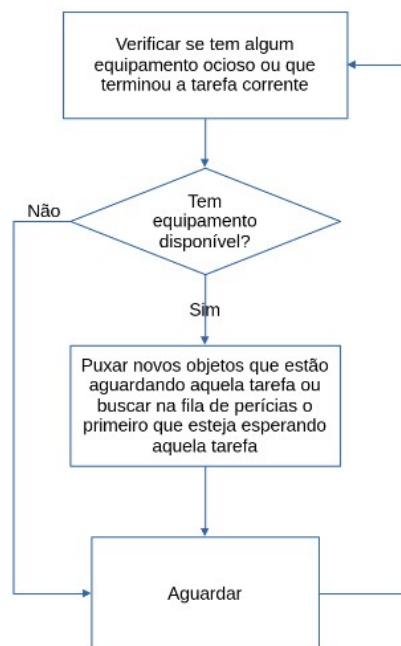 Verificar se tem algum
equipamento ocioso ou que
terminou a tarefa corrente
Não
Tem
equipamento
disponível?
Sim
Puxar novos objetos que estão
aguardando aquela tarefa ou
buscar na fila de perícias o
primeiro que esteja esperando
aquela tarefa
Aguardar